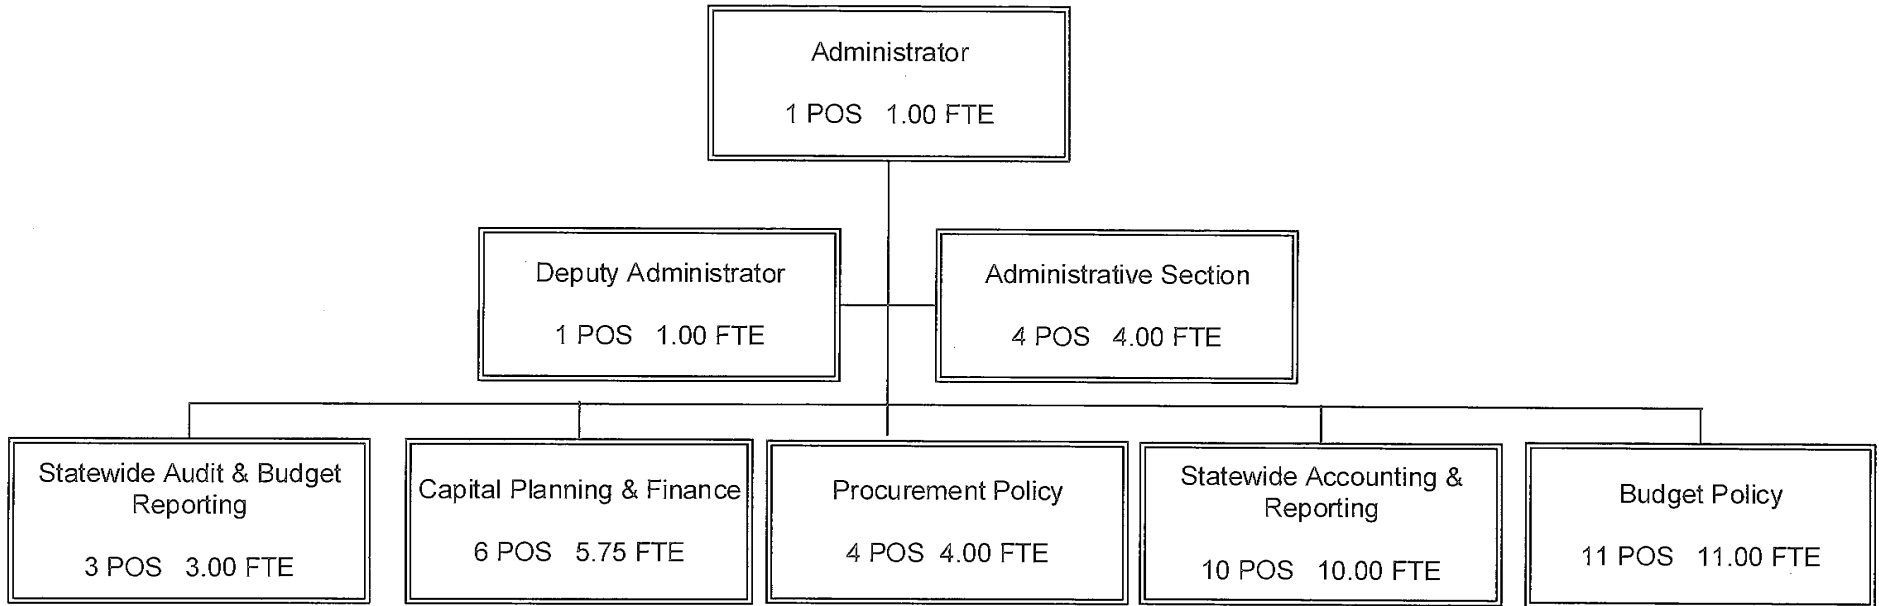 Administrator
1 POS 1.00 FTE
Deputy Administrator
1 POS 1.00 FTE
Administrative Section
4 POS 4.00 FTE
Statewide Audit & Budget
Reporting
3 POS 3.00 FTE
Capital Planning & Finance
6 POS 5.75 FTE
Procurement Policy
4 POS 4.00 FTE
Statewide Accounting &
Reporting
10 POS 10.00 FTE
Budget Policy
11 POS 11.00 FTE